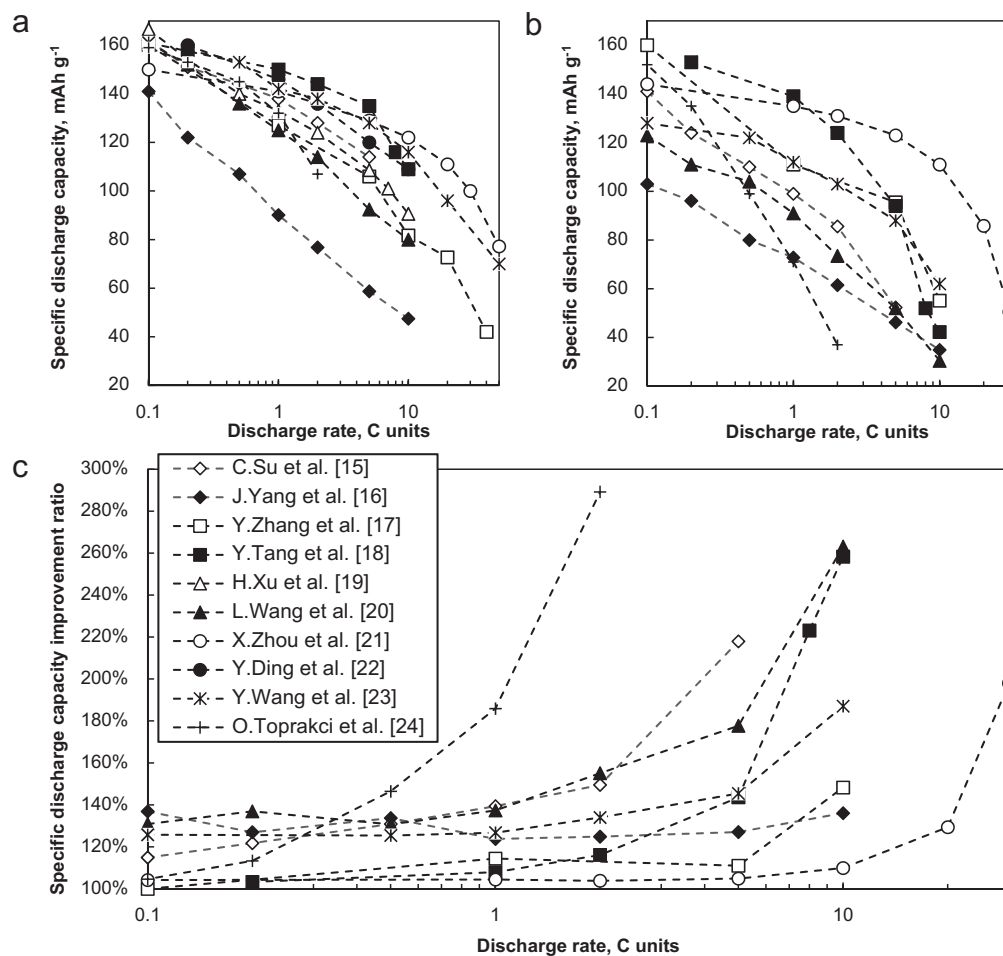 a
Specific discharge capacity, mAh g-1
160
140
120
100
80
60
40
20
0.1
1
10
Discharge rate, C units
b
Specific discharge capacity, mAh g-1
160
140
120
100
80
60
40
20
0.1
1
10
Discharge rate, C units
c
Specific discharge capacity improvement ratio
300%
280%
260%
240%
220%
200%
180%
160%
140%
120%
100%
C.Su et al. [15]
J.Yang et al. [16]
Y.Zhang et al. [17]
Y.Tang et al. [18]
H.Xu et al. [19]
L.Wang et al. [20]
X.Zhou et al. [21]
Y.Ding et al. [22]
Y.Wang et al. [23]
O.Toprakci et al. [24]
0.1
1
10
Discharge rate, C units